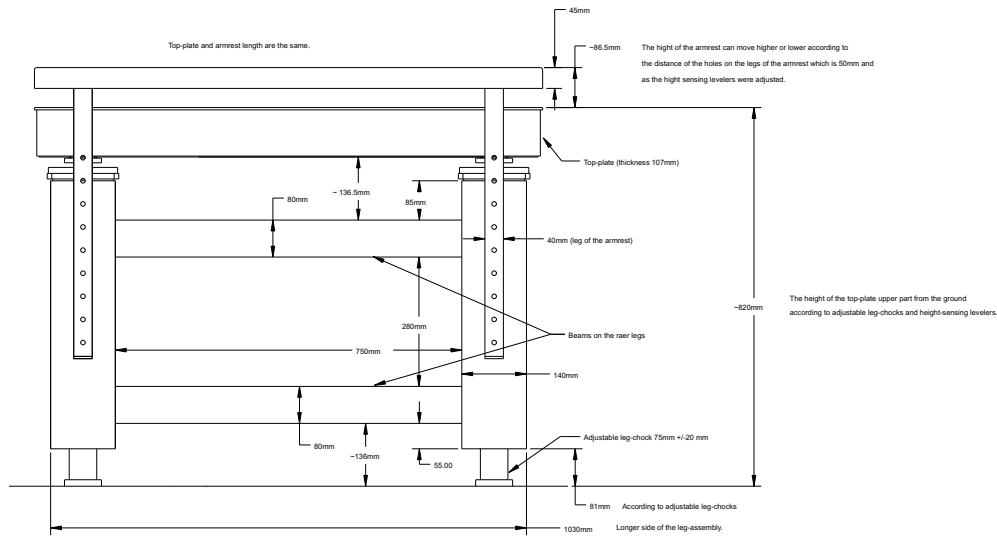 45mm
Top-plate and armrest length are the same.
~86.5mm
The hight of the armrest can move higher or lower according to
the distance of the holes on the legs of the armrest which is 50mm and
as the hight sensing levelers were adjusted.
Top-plate (thickness 107mm)
~ 136.5mm
80mm
85mm
40mm (leg of the armrest)
~820mm
The height of the top-plate upper part from the ground
according to adjustable leg-chocks and height-sensing levelers.
280mm
Beams on the raer legs
750mm
140mm
Adjustable leg-chock 75mm +/-20 mm
80mm
~136mm
55.00
81mm
According to adjustable leg-chocks
1030mm
Longer side of the leg-assembly.